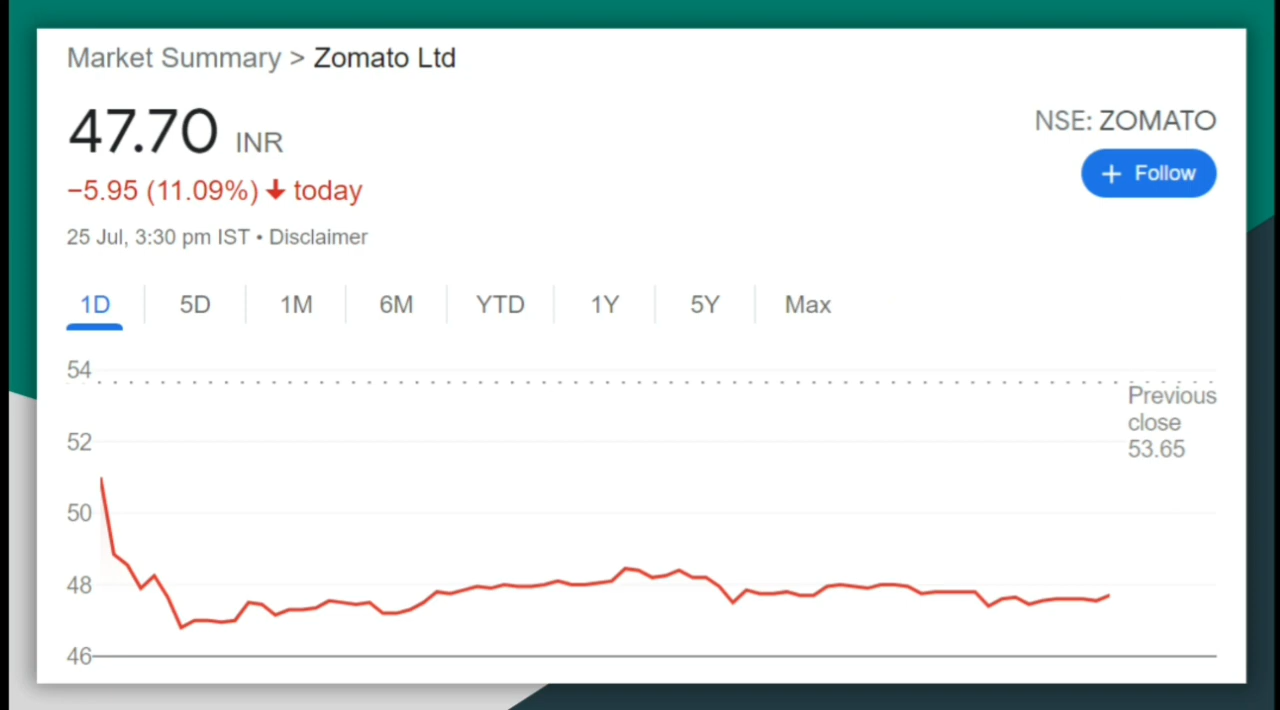 Market Summary > Zomato Ltd
47.70 INR
NSE: ZOMATO
−5.95 (11.09%) ↓ today
+ Follow
25 Jul, 3:30 pm IST • Disclaimer
1D 5D 1M 6M YTD 1Y 5Y Max
54
Previous
close
53.65
52
50
48
46